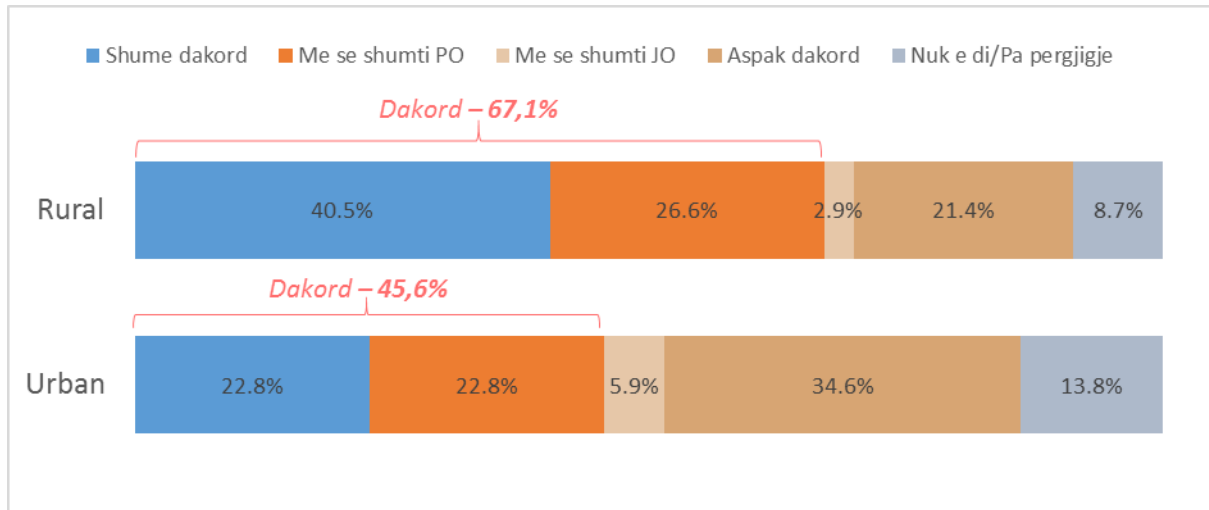 Shume dakord Me se shumti PO Me se shumti JO Aspak dakord Nuk e di/Pa pergjigje
Dakord – 67,1%
Rural 40.5% 26.6% 2.9% 21.4% 8.7%
Dakord – 45,6%
Urban 22.8% 22.8% 5.9% 34.6% 13.8%